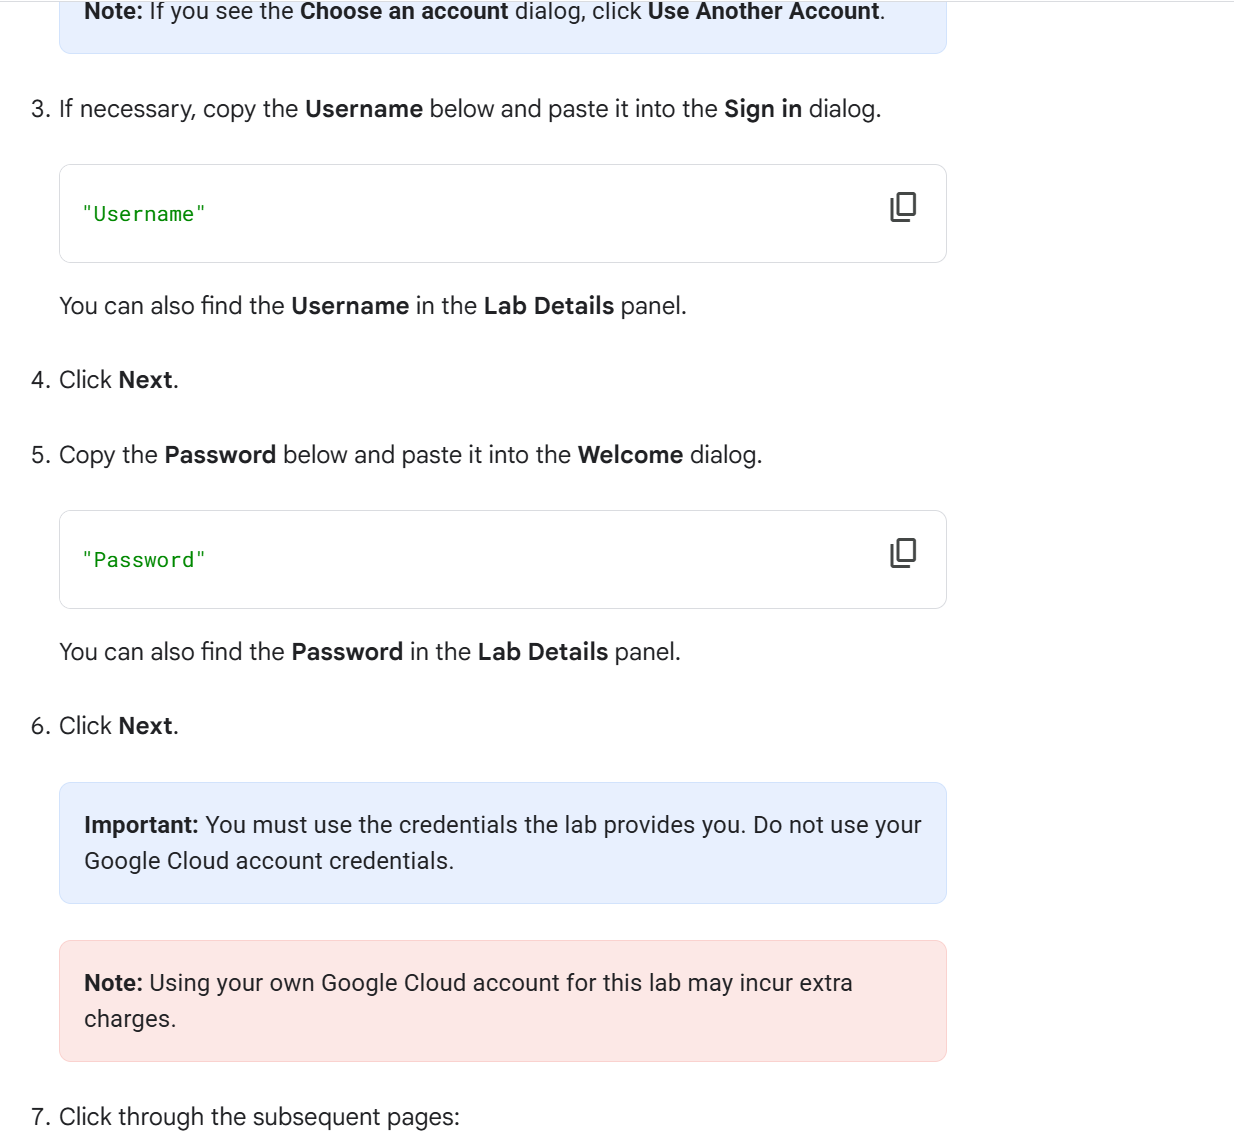 Note: If you see the Choose an account dialog, click Use Another Account.
3. If necessary, copy the Username below and paste it into the Sign in dialog.
"Username"
You can also find the Username in the Lab Details panel.
4. Click Next.
5. Copy the Password below and paste it into the Welcome dialog.
"Password"
You can also find the Password in the Lab Details panel.
6. Click Next.
Important: You must use the credentials the lab provides you. Do not use your
Google Cloud account credentials.
Note: Using your own Google Cloud account for this lab may incur extra
charges.
7. Click through the subsequent pages: